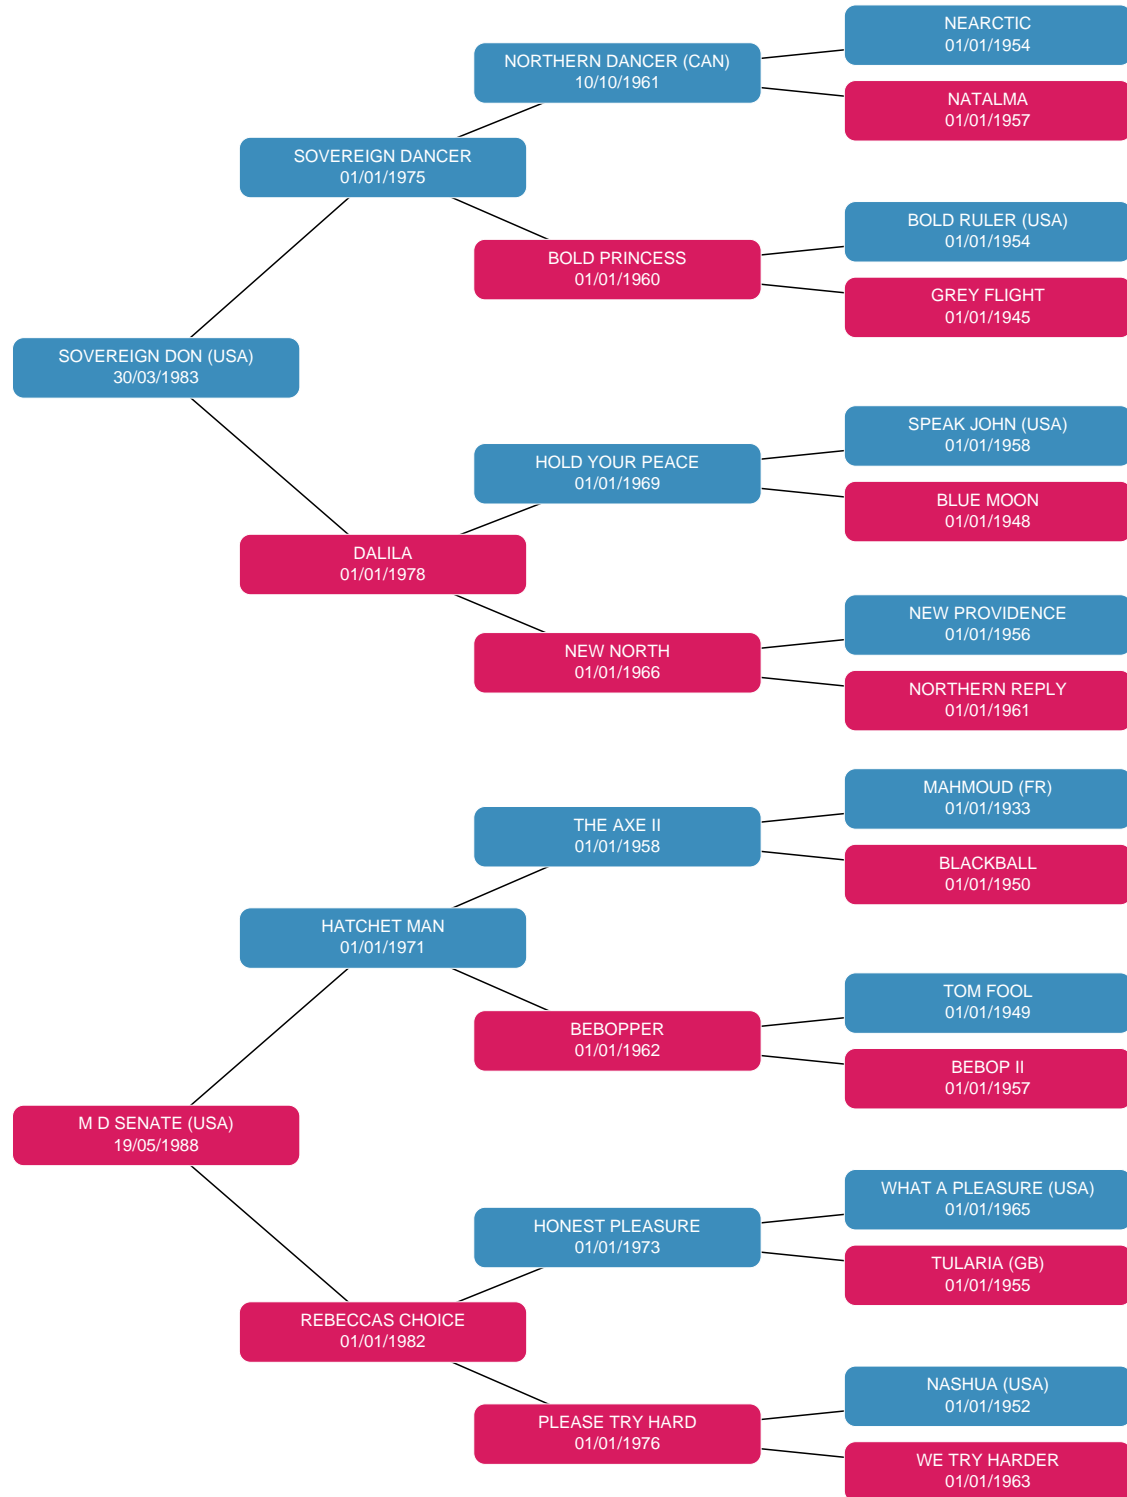 NEARCTIC
01/01/1954
NORTHERN DANCER (CAN)
10/10/1961
NATALMA
01/01/1957
SOVEREIGN DANCER
01/01/1975
BOLD RULER (USA)
01/01/1954
BOLD PRINCESS
01/01/1960
GREY FLIGHT
01/01/1945
SOVEREIGN DON (USA)
30/03/1983
SPEAK JOHN (USA)
01/01/1958
HOLD YOUR PEACE
01/01/1969
BLUE MOON
01/01/1948
DALILA
01/01/1978
NEW PROVIDENCE
01/01/1956
NEW NORTH
01/01/1966
NORTHERN REPLY
01/01/1961
MAHMOUD (FR)
01/01/1933
THE AXE II
01/01/1958
BLACKBALL
01/01/1950
HATCHET MAN
01/01/1971
TOM FOOL
01/01/1949
BEBOPPER
01/01/1962
BEBOP II
01/01/1957
M D SENATE (USA)
19/05/1988
WHAT A PLEASURE (USA)
01/01/1965
HONEST PLEASURE
01/01/1973
TULARIA (GB)
01/01/1955
REBECCAS CHOICE
01/01/1982
NASHUA (USA)
01/01/1952
PLEASE TRY HARD
01/01/1976
WE TRY HARDER
01/01/1963